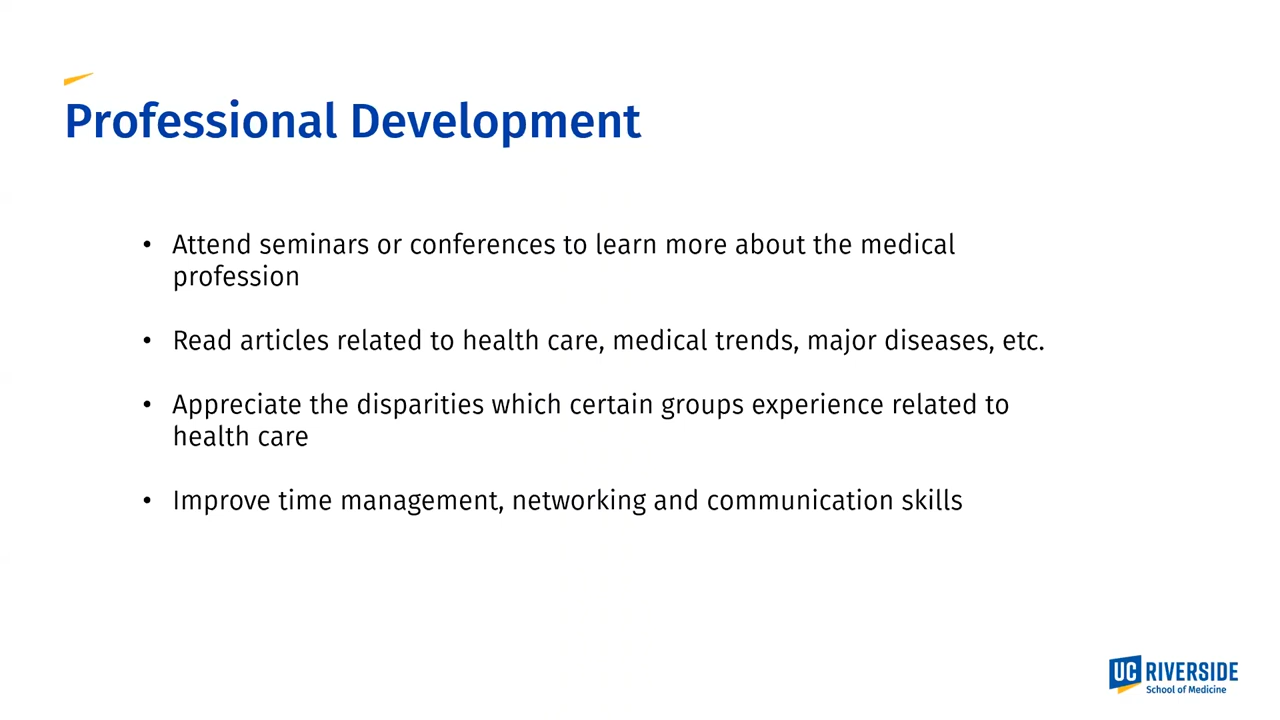 Professional Development
• Attend seminars or conferences to learn more about the medical
profession
• Read articles related to health care, medical trends, major diseases, etc.
• Appreciate the disparities which certain groups experience related to
health care
• Improve time management, networking and communication skills
UC RIVERSIDE
School of Medicine